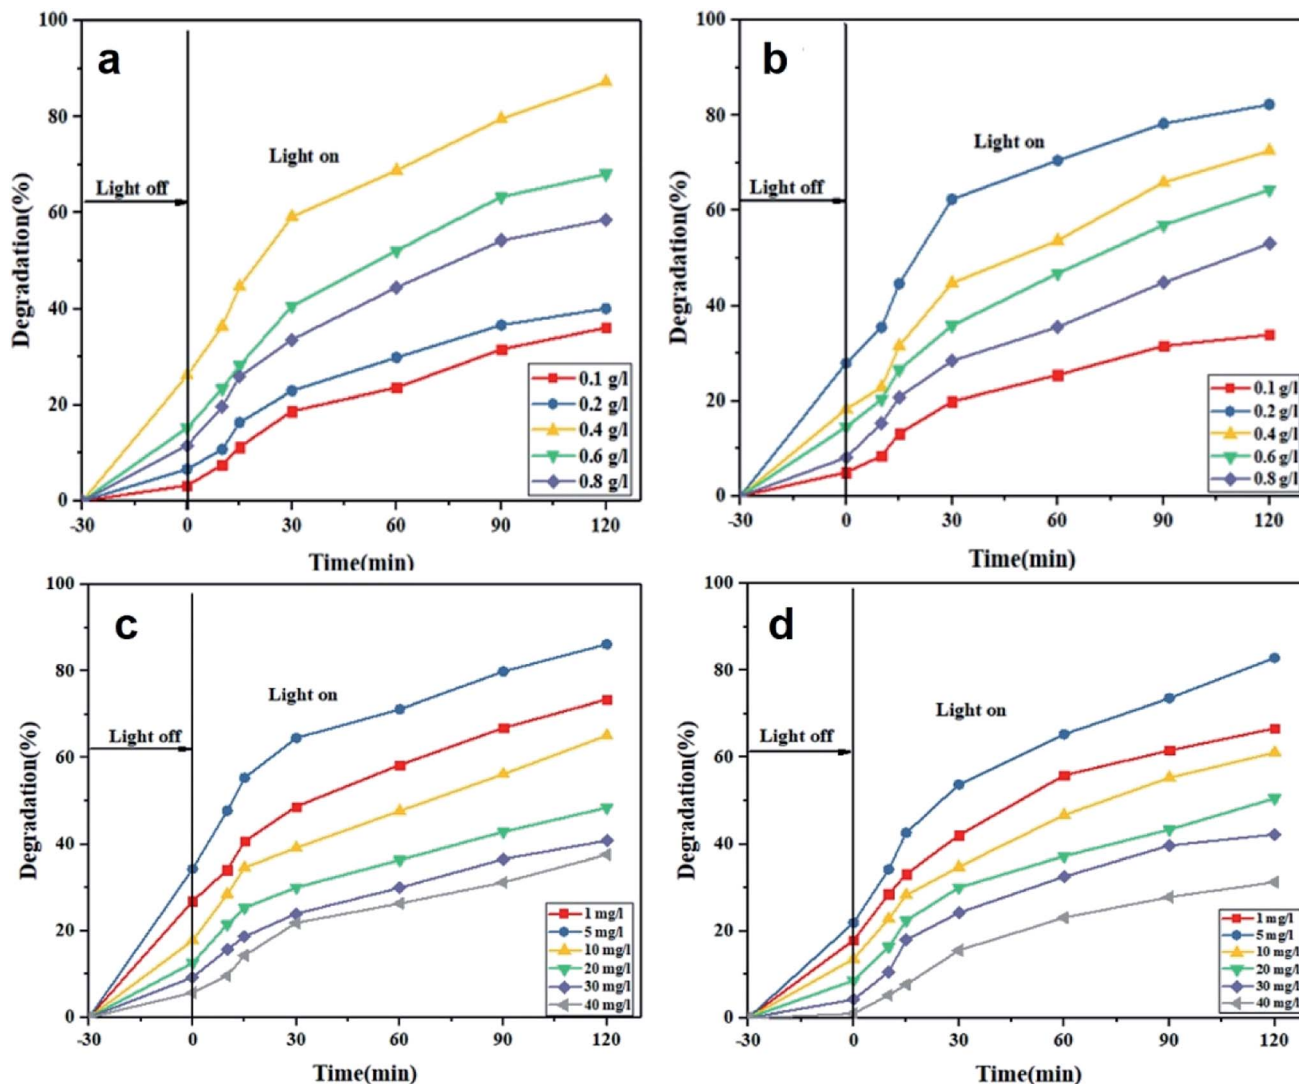 a
Degradation(%)
100
80
60
40
20
0
Light off
Light on
0.1 g/l
0.2 g/l
0.4 g/l
0.6 g/l
0.8 g/l
-30 0 30 60 90 120
Time(min)
b
Degradation(%)
100
80
60
40
20
0
Light off
Light on
0.1 g/l
0.2 g/l
0.4 g/l
0.6 g/l
0.8 g/l
-30 0 30 60 90 120
Time(min)
c
Degradation(%)
100
80
60
40
20
0
Light off
Light on
1 mg/l
5 mg/l
10 mg/l
20 mg/l
30 mg/l
40 mg/l
-30 0 30 60 90 120
Time(min)
d
Degradation(%)
100
80
60
40
20
0
Light off
Light on
1 mg/l
5 mg/l
10 mg/l
20 mg/l
30 mg/l
40 mg/l
-30 0 30 60 90 120
Time(min)